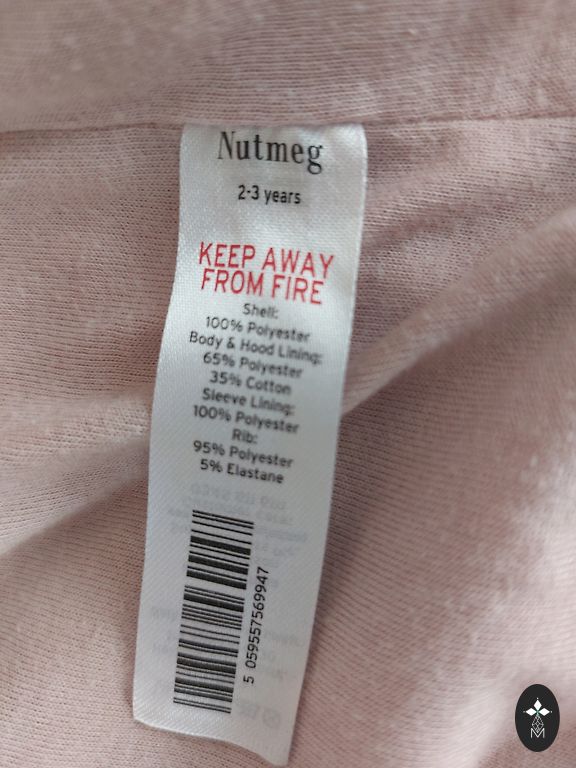 Nutmeg
2-3 years
KEEP AWAY
FROM FIRE
Shell:
100% Polyester
Body & Hood Lining:
65% Polyester
35% Cotton
Sleeve Lining:
100% Polyester
Rib:
95% Polyester
5% Elastane
5 059557569947
M